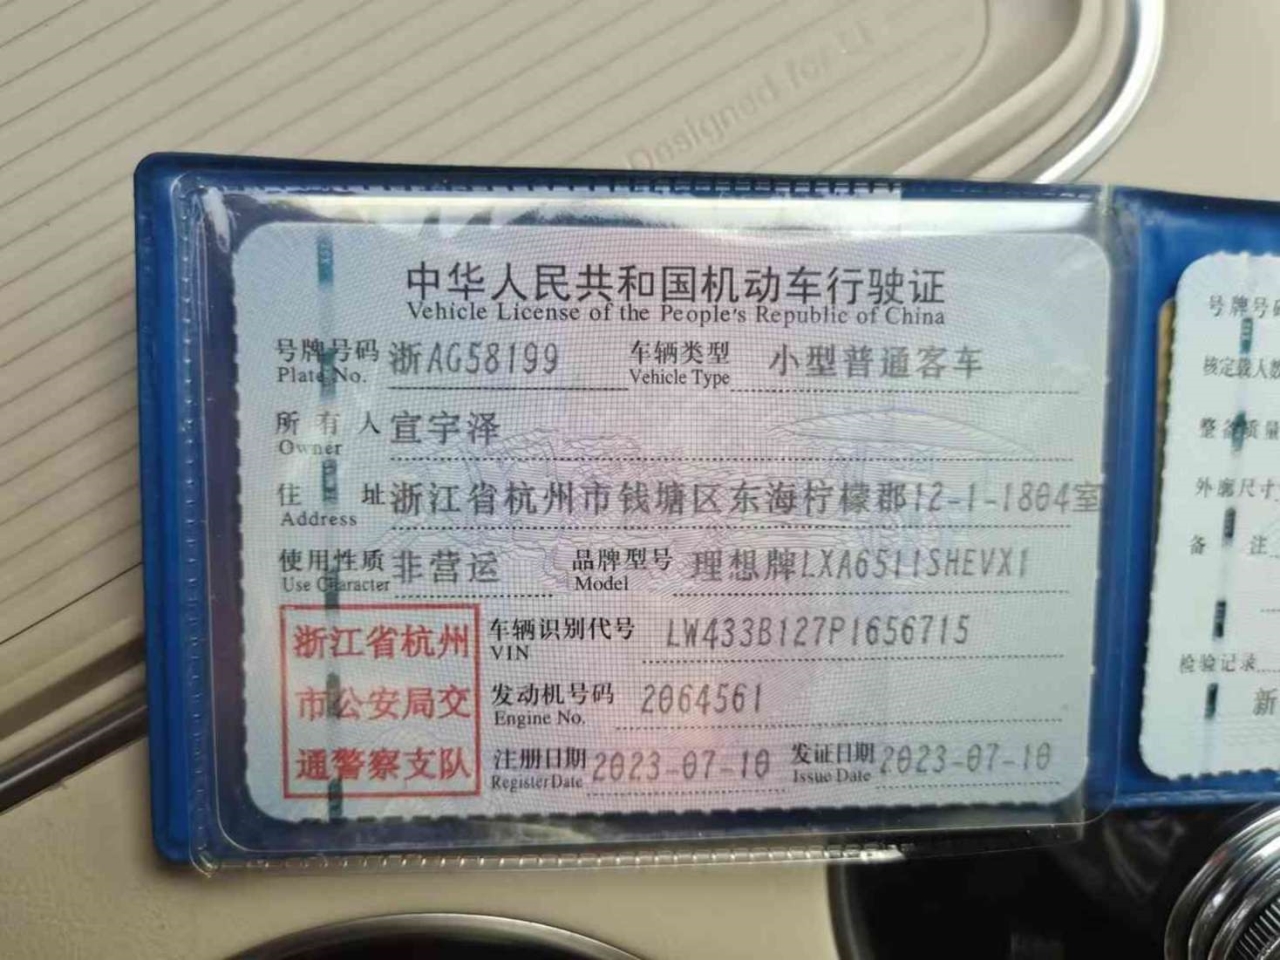 Designed for LI
中华人民共和国机动车行驶证
Vehicle License of the People's Republic of China
号牌号码 浙AG58199 车辆类型 小型普通客车
Plate No. Vehicle Type
所有人 宣宇泽
Owner
住址 浙江省杭州市钱塘区东海柠檬郡12-1-1804室
Address
使用性质 非营运 品牌型号 理想牌LXA6511SHEVX1
Use Character Model
浙江省杭州
市公安局交
通警察支队
车辆识别代号 LW433B127P1656715
VIN
发动机号码 2064561
Engine No.
注册日期 2023-07-10 发证日期 2023-07-10
Register Date Issue Date
号牌号码
核定载人数
整备质量
外廓尺寸
备注
检验记录
新